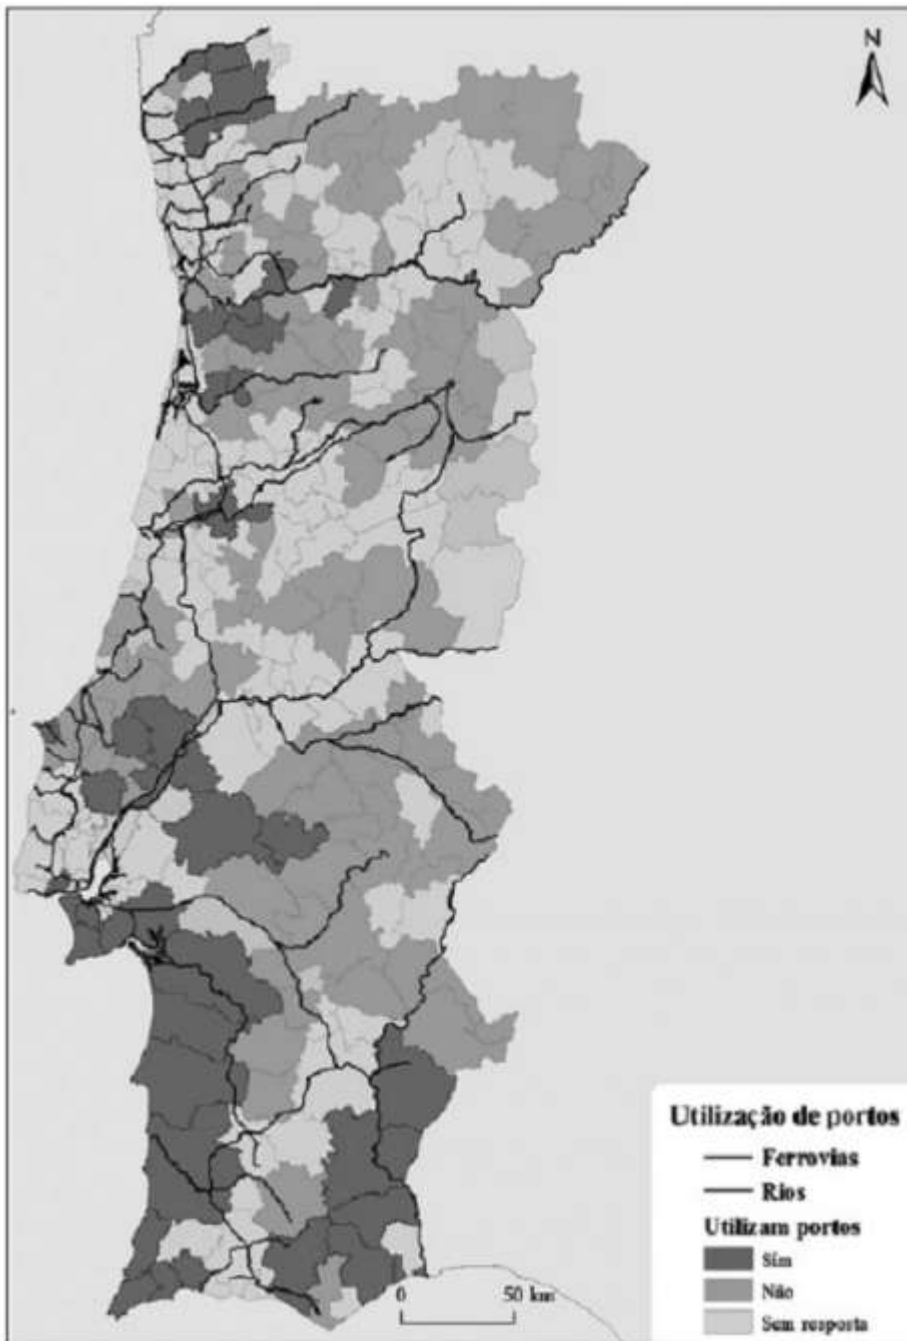 N
Utilização de portos
Ferrovias
Rios
Utilizam portos
Sim
Não
Sem resposta
0 50 km